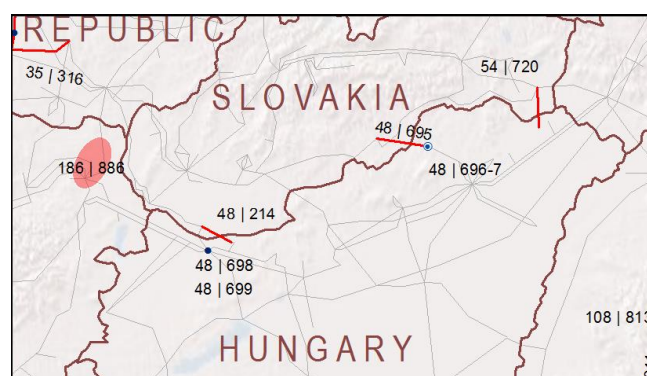 REPUBLIC
35 | 316
54 | 720
SLOVAKIA
48 | 695
186 | 886
48 | 696-7
48 | 214
48 | 698
48 | 699
108 | 813
HUNGARY